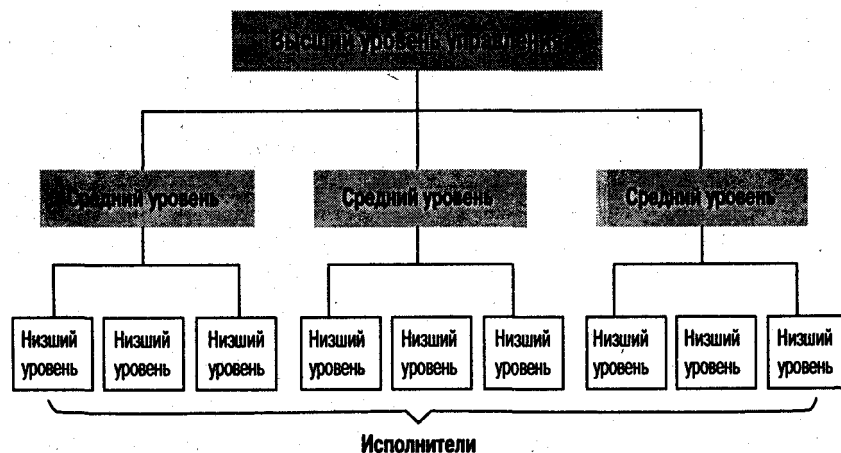 Высший уровень управления
Средний уровень Средний уровень Средний уровень
Низший Низший Низший Низший Низший Низший Низший Низший Низший
уровень уровень уровень уровень уровень уровень уровень уровень уровень
Исполнители